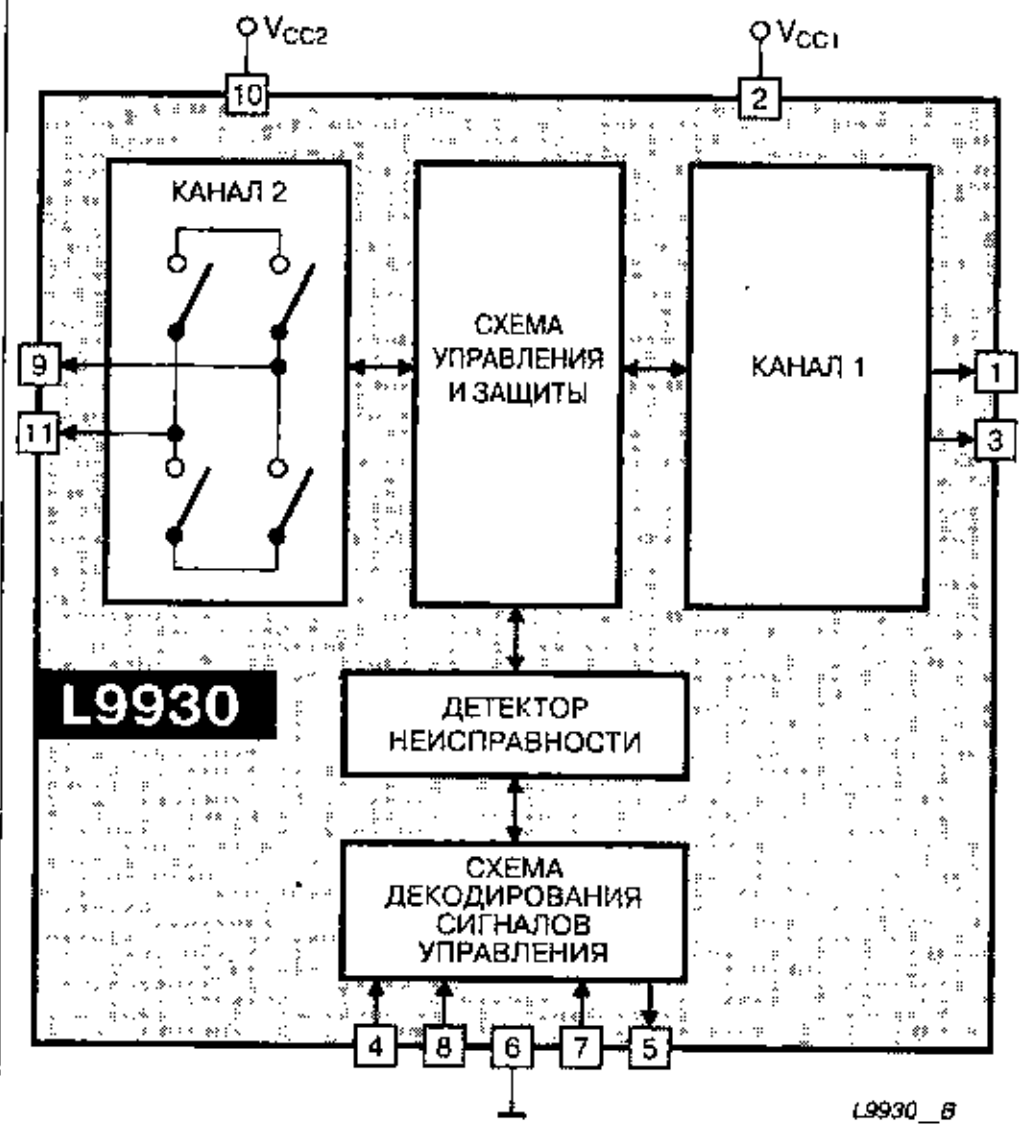 VCC2
VCC1
10
2
КАНАЛ 2
СХЕМА
УПРАВЛЕНИЯ
И ЗАЩИТЫ
КАНАЛ 1
9
11
1
3
L9930
ДЕТЕКТОР
НЕИСПРАВНОСТИ
СХЕМА
ДЕКОДИРОВАНИЯ
СИГНАЛОВ
УПРАВЛЕНИЯ
4
8
6
7
5
L9930_B